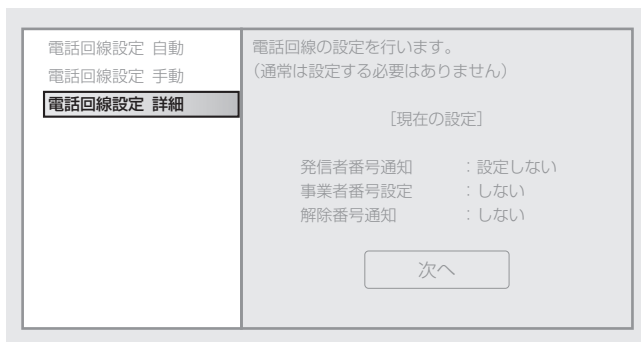 電話回線設定 自動
電話回線設定 手動
電話回線設定 詳細
電話回線の設定を行います。
(通常は設定する必要はありません)
[現在の設定]
発信者番号通知　：設定しない
事業者番号設定　：しない
解除番号通知　：しない
次へ